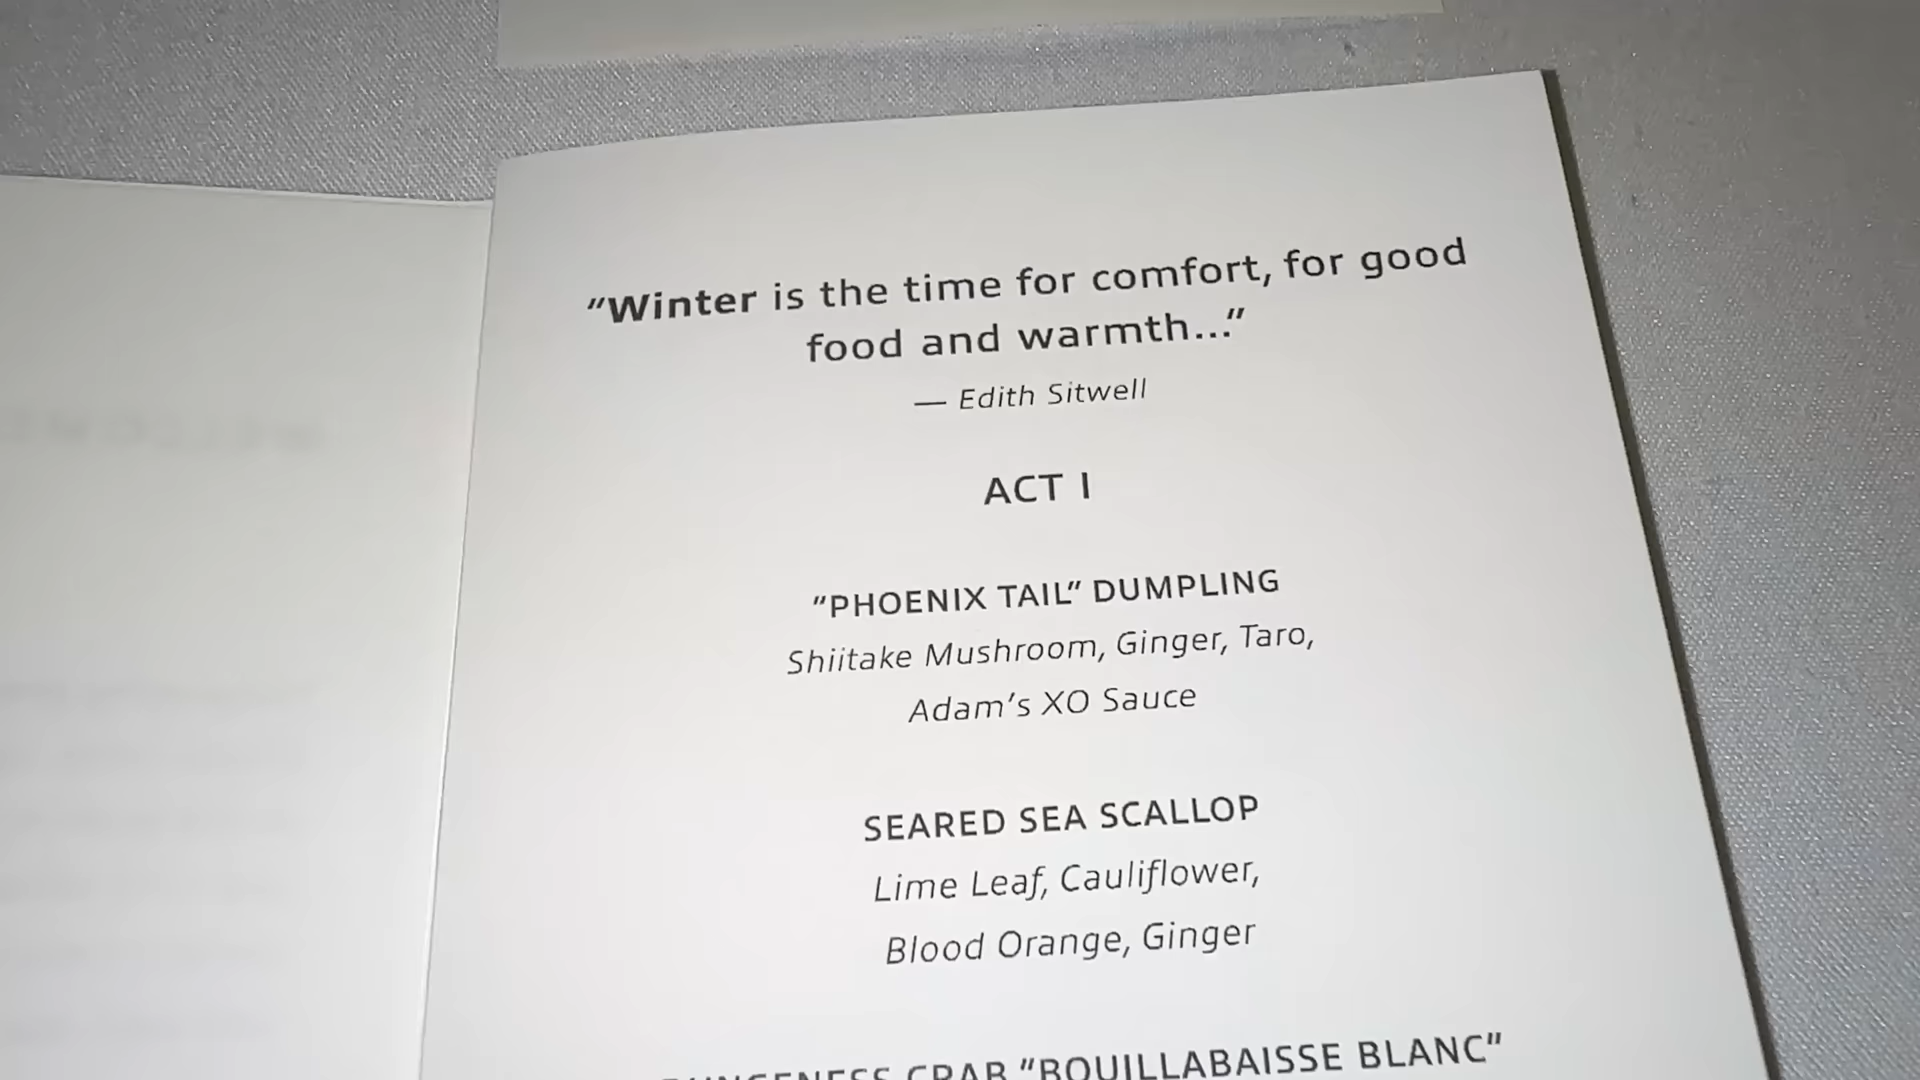 “Winter is the time for comfort, for good
food and warmth...”
— Edith Sitwell
ACT I
“PHOENIX TAIL” DUMPLING
Shiitake Mushroom, Ginger, Taro,
Adam’s XO Sauce
SEARED SEA SCALLOP
Lime Leaf, Cauliflower,
Blood Orange, Ginger
CRAB “BOUILLABAISSE BLANC”